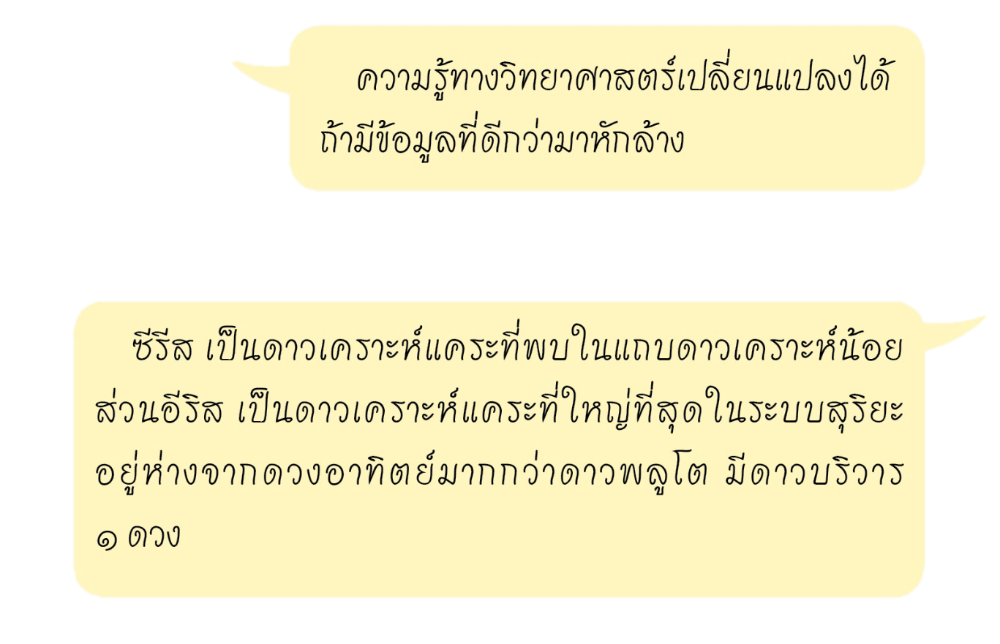 ความรู้ทางวิทยาศาสตร์เปลี่ยนแปลงได้
ถ้ามีข้อมูลที่ดีกว่ามาหักล้าง
ซีรีส เป็นดาวเคราะห์แคระที่พบในแถบดาวเคราะห์น้อย
ส่วนอีริส เป็นดาวเคราะห์แคระที่ใหญ่ที่สุดในระบบสุริยะ
อยู่ห่างจากดวงอาทิตย์มากกว่าดาวพลูโต มีดาวบริวาร
๑ ดวง